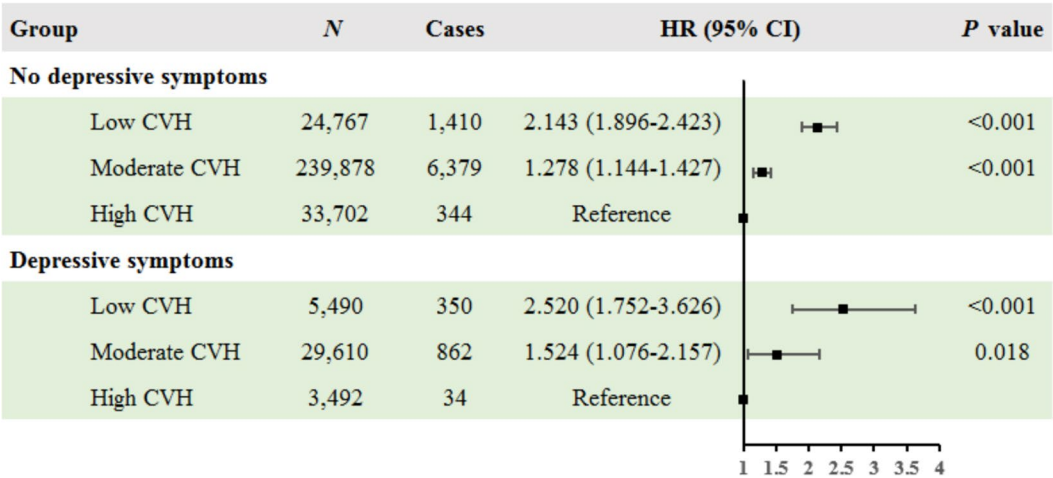 Group N Cases HR (95% CI) P value
No depressive symptoms
Low CVH 24,767 1,410 2.143 (1.896-2.423) <0.001
Moderate CVH 239,878 6,379 1.278 (1.144-1.427) <0.001
High CVH 33,702 344 Reference
Depressive symptoms
Low CVH 5,490 350 2.520 (1.752-3.626) <0.001
Moderate CVH 29,610 862 1.524 (1.076-2.157) 0.018
High CVH 3,492 34 Reference
1 1.5 2 2.5 3 3.5 4